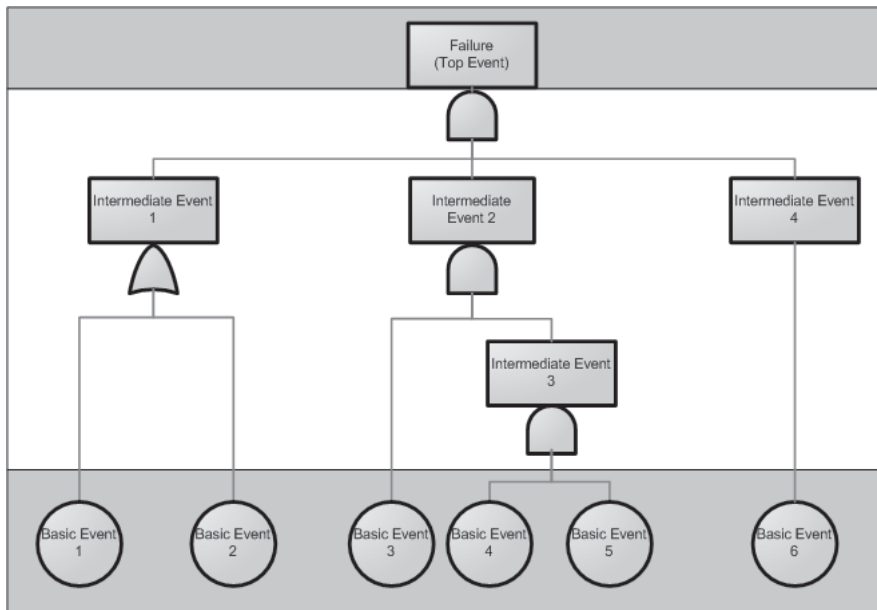 Failure
(Top Event)
Intermediate Event
1
Intermediate
Event 2
Intermediate Event
4
Intermediate Event
3
Basic Event
1
Basic Event
2
Basic Event
3
Basic Event
4
Basic Event
5
Basic Event
6